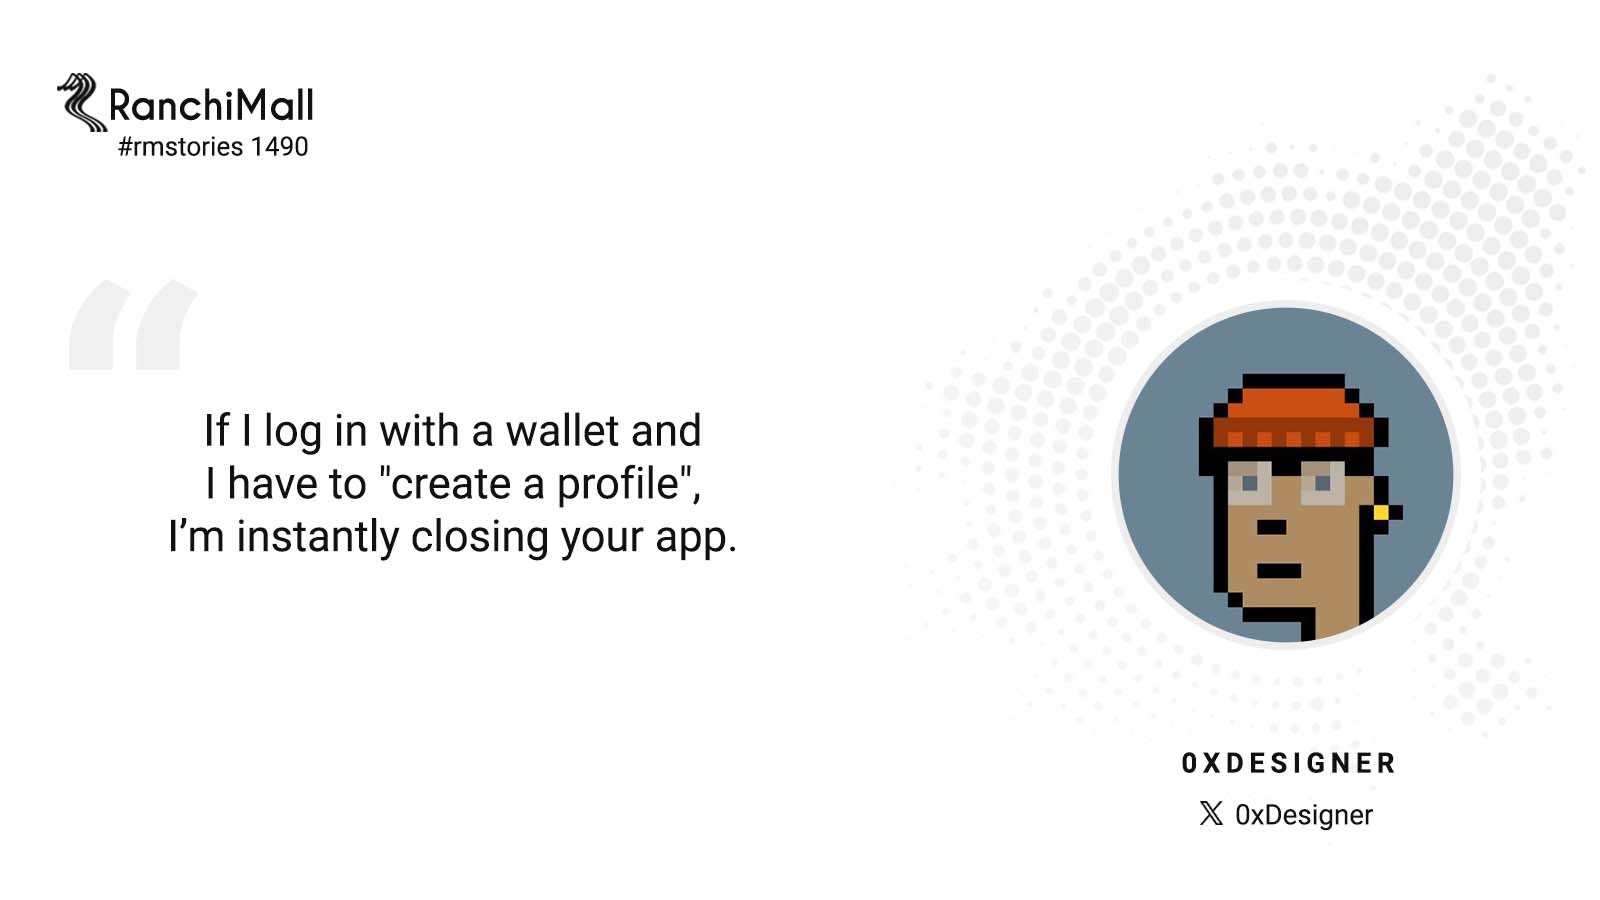 RanchiMall
#rmstories 1490
“
If I log in with a wallet and
I have to "create a profile",
I’m instantly closing your app.
0XDESIGNER
X 0xDesigner